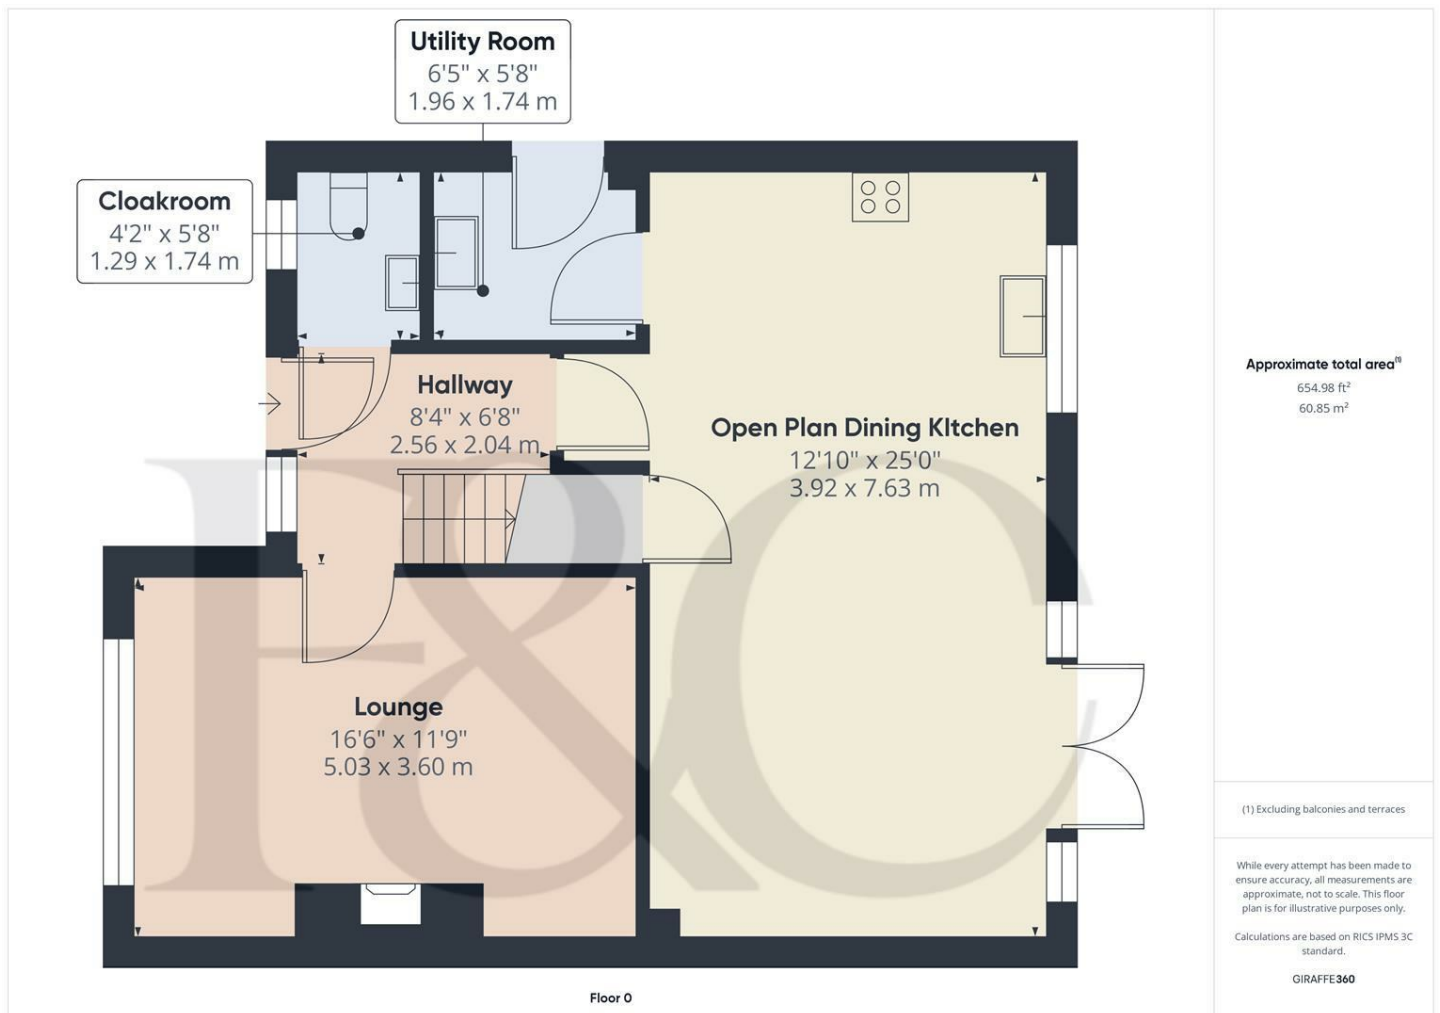 Utility Room
6'5" x 5'8"
1.96 x 1.74 m
Cloakroom
4'2" x 5'8"
1.29 x 1.74 m
Hallway
8'4" x 6'8"
2.56 x 2.04 m
Open Plan Dining KItchen
12'10" x 25'0"
3.92 x 7.63 m
Lounge
16'6" x 11'9"
5.03 x 3.60 m
F&C
Floor 0
Approximate total area(1)
654.98 ft²
60.85 m²
(1) Excluding balconies and terraces
While every attempt has been made to
ensure accuracy, all measurements are
approximate, not to scale. This floor
plan is for illustrative purposes only.
Calculations are based on RICS IPMS 3C
standard.
GIRAFFE360